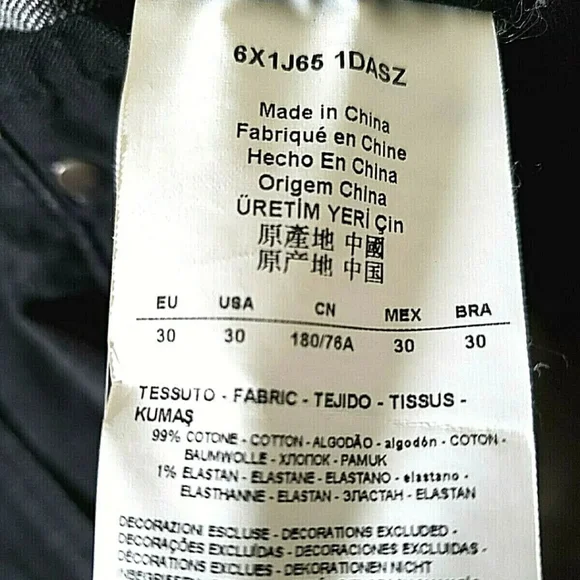 6X1J65 1DASZ
Made in China
Fabriqué en Chine
Hecho En China
Origem China
ÜRETİM YERİ Çin
原產地 中國
原产地 中国
EU USA CN MEX BRA
30 30 180/76A 30 30
TESSUTO - FABRIC - TEJIDO - TISSUS -
KUMAŞ
99% COTONE - COTTON - ALGODÃO - algodón - COTON -
BAUMWOLLE - ХЛОПОК - PAMUK
1% ELASTAN - ELASTANE - ELASTANO - elastano -
ELASTHANNE - ELASTAN - ЭЛАСТАН - ELASTAN
DECORAZIONI ESCLUSE - DECORATIONS EXCLUDED -
DECORAÇÕES EXCLUÍDAS - DECORACIONES EXCLUIDAS -
DÉCORATIONS EXCLUES - DEKORATIONEN NICHT